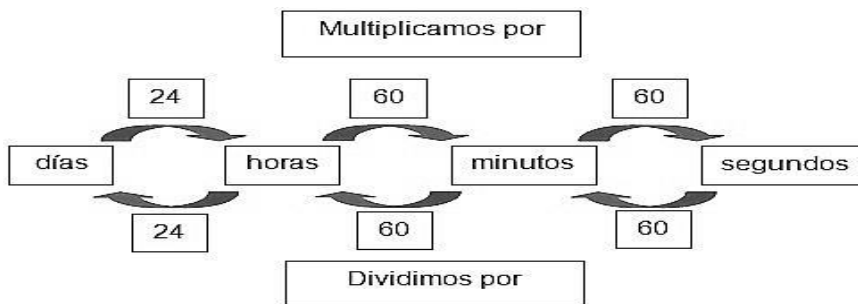 Multiplicamos por
24 60 60
días horas minutos segundos
24 60 60
Dividimos por